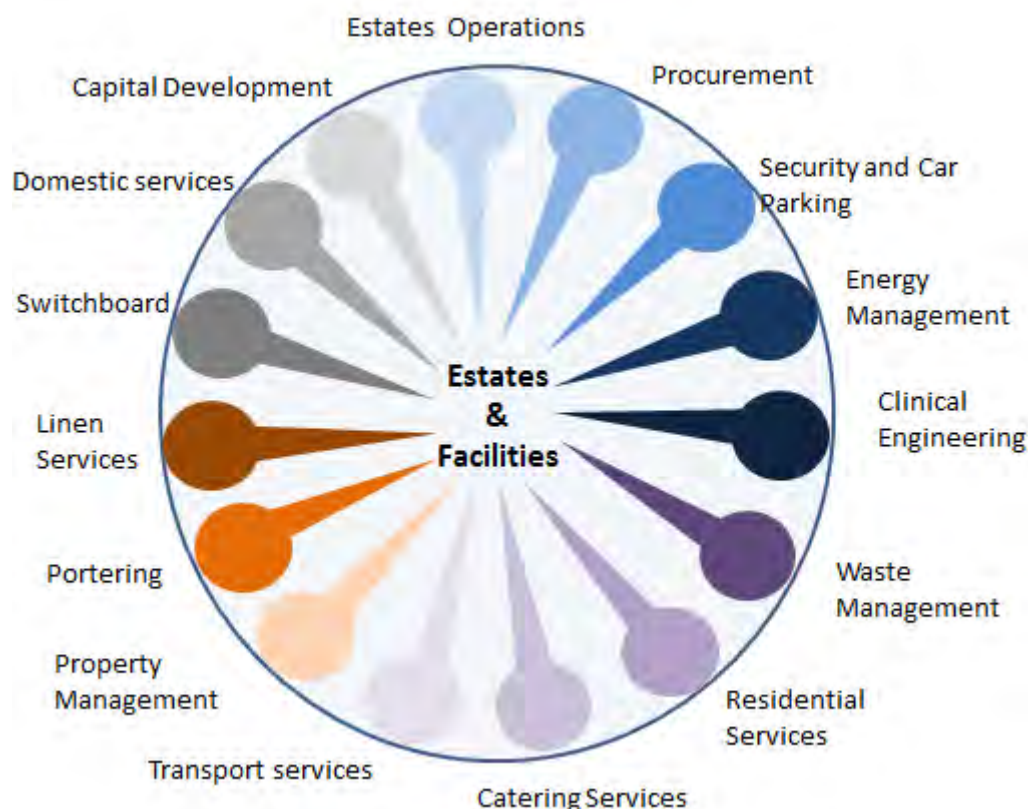 Estates Operations
Procurement
Capital Development
Security and Car
Parking
Domestic services
Energy
Management
Switchboard
Estates
&
Facilities
Clinical
Engineering
Linen
Services
Portering
Waste
Management
Property
Management
Residential
Services
Transport services
Catering Services